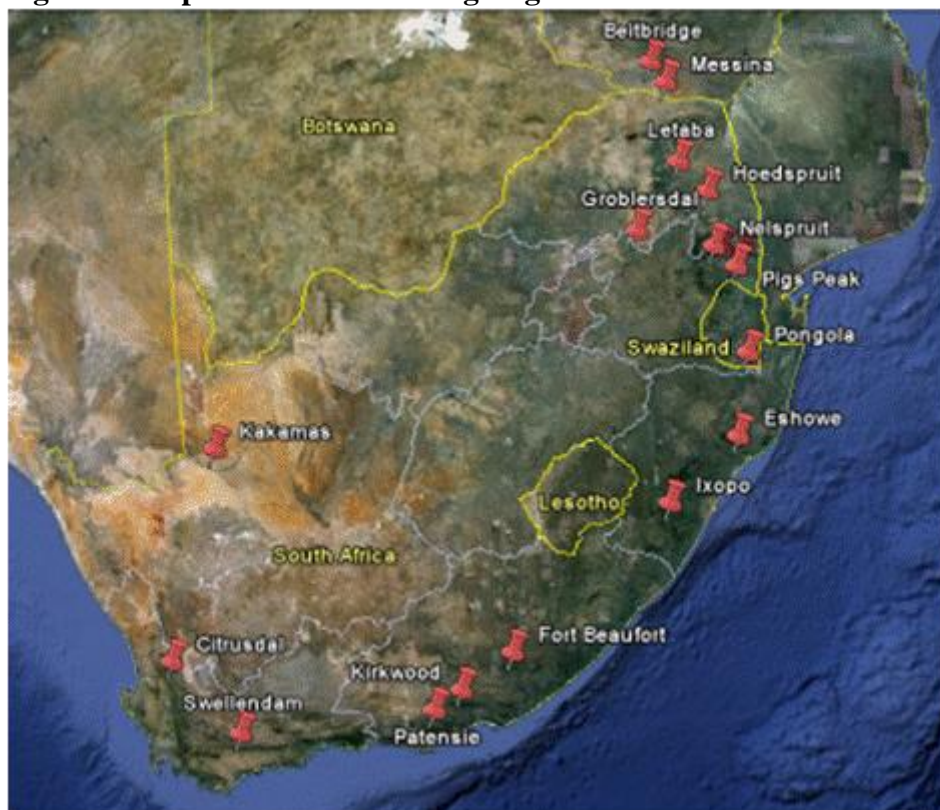 Beitbridge
Messina
Botswana
Letaba
Hoedspruit
Groblersdal
Nelspruit
Pigs Peak
Pongola
Swaziland
Eshowe
Kakamas
Ixopo
Lesotho
South Africa
Fort Beaufort
Citrusdal
Kirkwood
Swellendam
Patensie